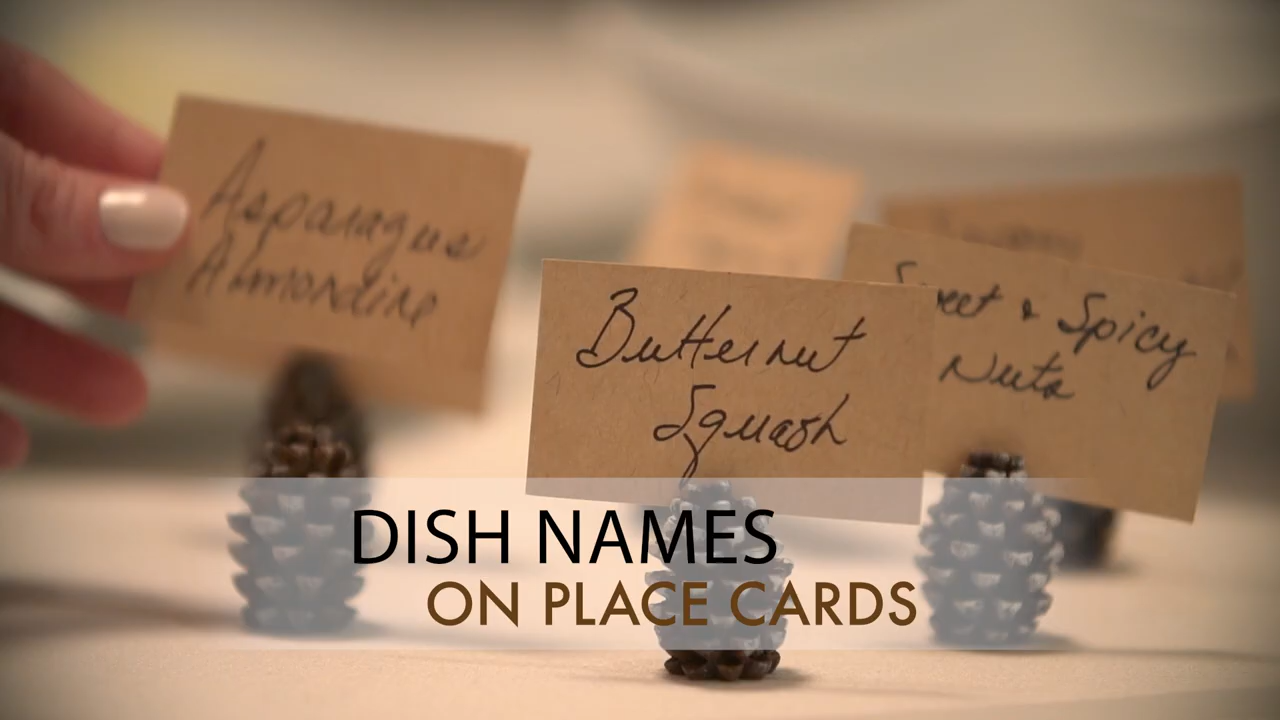 Asparagus
Almondine
Butternut
Squash
Sweet & Spicy
Nuts
DISH NAMES
ON PLACE CARDS